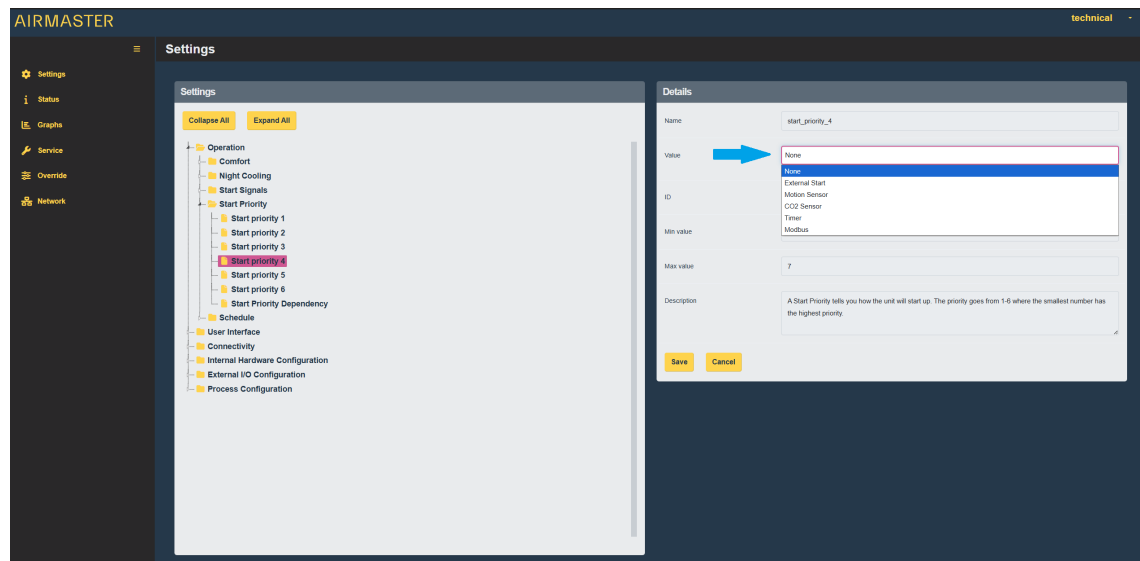 AIRMASTER
technical
Settings
Settings
Status
Graphs
Service
Override
Network
Settings
Collapse All
Expand All
Operation
Comfort
Night Cooling
Start Signals
Start Priority
Start priority 1
Start priority 2
Start priority 3
Start priority 4
Start priority 5
Start priority 6
Start Priority Dependency
Schedule
User Interface
Connectivity
Internal Hardware Configuration
External I/O Configuration
Process Configuration
Details
Name
start_priority_4
Value
None
None
External Start
Motion Sensor
CO2 Sensor
Timer
Modbus
ID
Min value
Max value
7
Description
A Start Priority tells you how the unit will start up. The priority goes from 1-6 where the smallest number has
the highest priority.
Save
Cancel